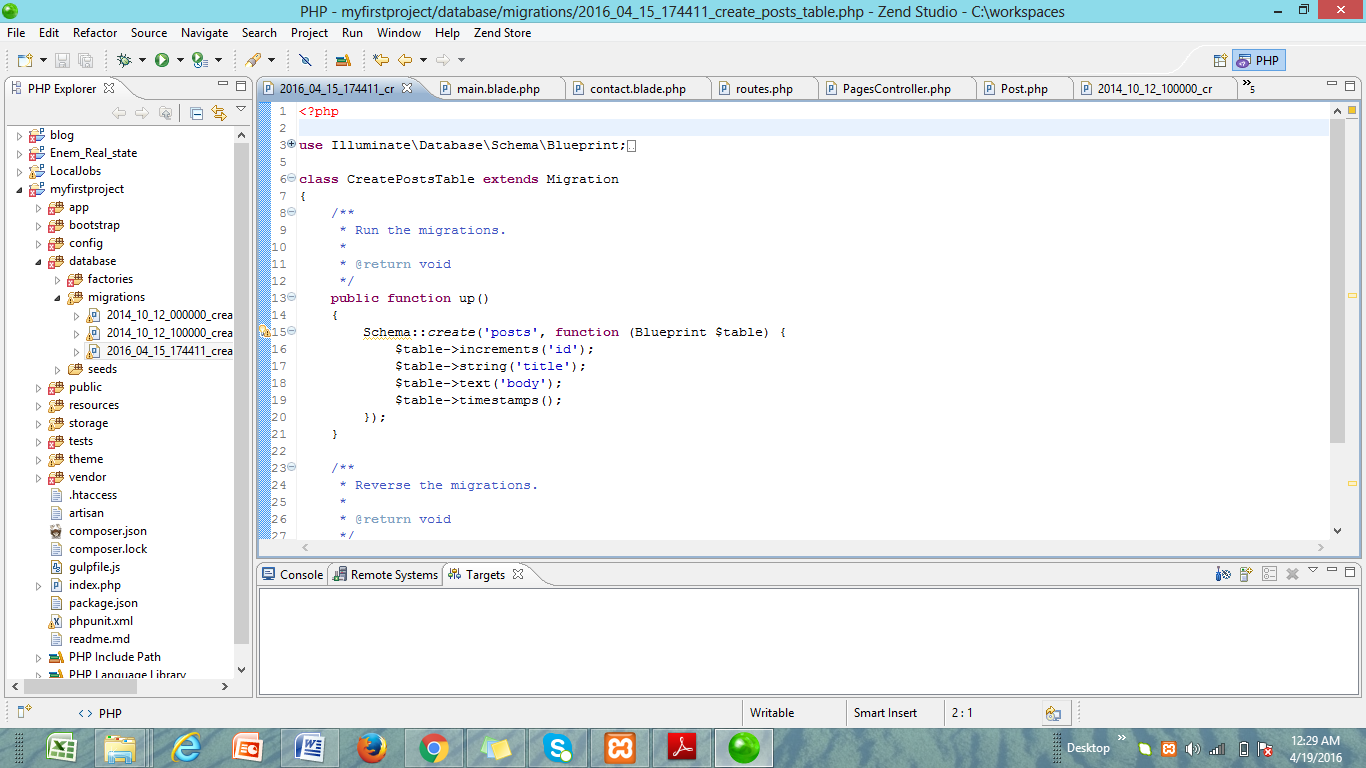 PHP - myfirstproject/database/migrations/2016_04_15_174411_create_posts_table.php - Zend Studio - C:\workspaces
File Edit Refactor Source Navigate Search Project Run Window Help Zend Store
PHP
PHP Explorer
blog
Enem_Real_state
LocalJobs
myfirstproject
app
bootstrap
config
database
factories
migrations
2014_10_12_000000_crea
2014_10_12_100000_crea
2016_04_15_174411_crea
seeds
public
resources
storage
tests
theme
vendor
.htaccess
artisan
composer.json
composer.lock
gulpfile.js
index.php
package.json
phpunit.xml
readme.md
PHP Include Path
PHP Language Library
2016_04_15_174411_cr main.blade.php contact.blade.php routes.php PagesController.php Post.php 2014_10_12_100000_cr »5
1 <?php
2
3 use Illuminate\Database\Schema\Blueprint;
5
6 class CreatePostsTable extends Migration
7 {
8     /**
9      * Run the migrations.
10      *
11      * @return void
12      */
13     public function up()
14     {
15         Schema::create('posts', function (Blueprint $table) {
16             $table->increments('id');
17             $table->string('title');
18             $table->text('body');
19             $table->timestamps();
20         });
21     }
22
23     /**
24      * Reverse the migrations.
25      *
26      * @return void
27      */
Console Remote Systems Targets
PHP Writable Smart Insert 2 : 1
Desktop »
12:29 AM
4/19/2016